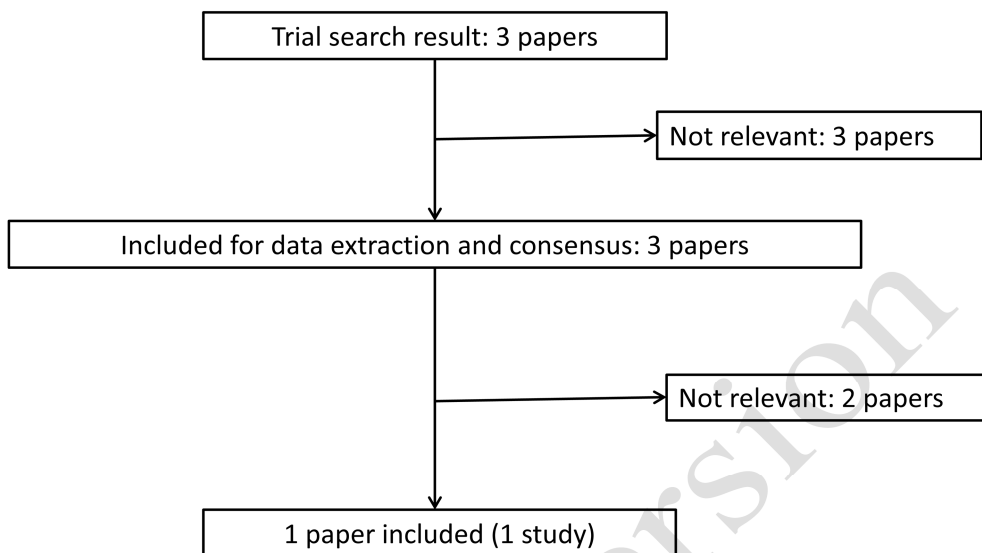 Trial search result: 3 papers
Not relevant: 3 papers
Included for data extraction and consensus: 3 papers
Not relevant: 2 papers
1 paper included (1 study)